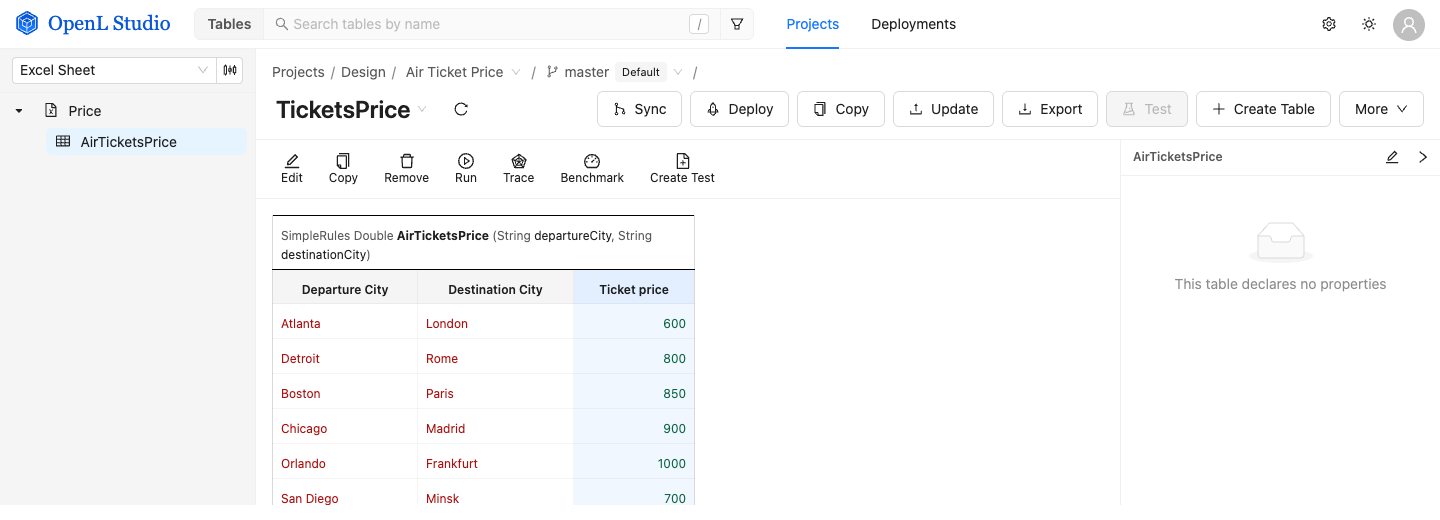 OpenL Studio
Tables
Search tables by name
/
Projects
Deployments
Excel Sheet
Price
AirTicketsPrice
Projects / Design / Air Ticket Price / master Default /
TicketsPrice
Sync
Deploy
Copy
Update
Export
Test
Create Table
More
Edit
Copy
Remove
Run
Trace
Benchmark
Create Test
AirTicketsPrice
This table declares no properties
SimpleRules Double AirTicketsPrice (String departureCity, String
destinationCity)
Departure City Destination City Ticket price
Atlanta London 600
Detroit Rome 800
Boston Paris 850
Chicago Madrid 900
Orlando Frankfurt 1000
San Diego Minsk 700